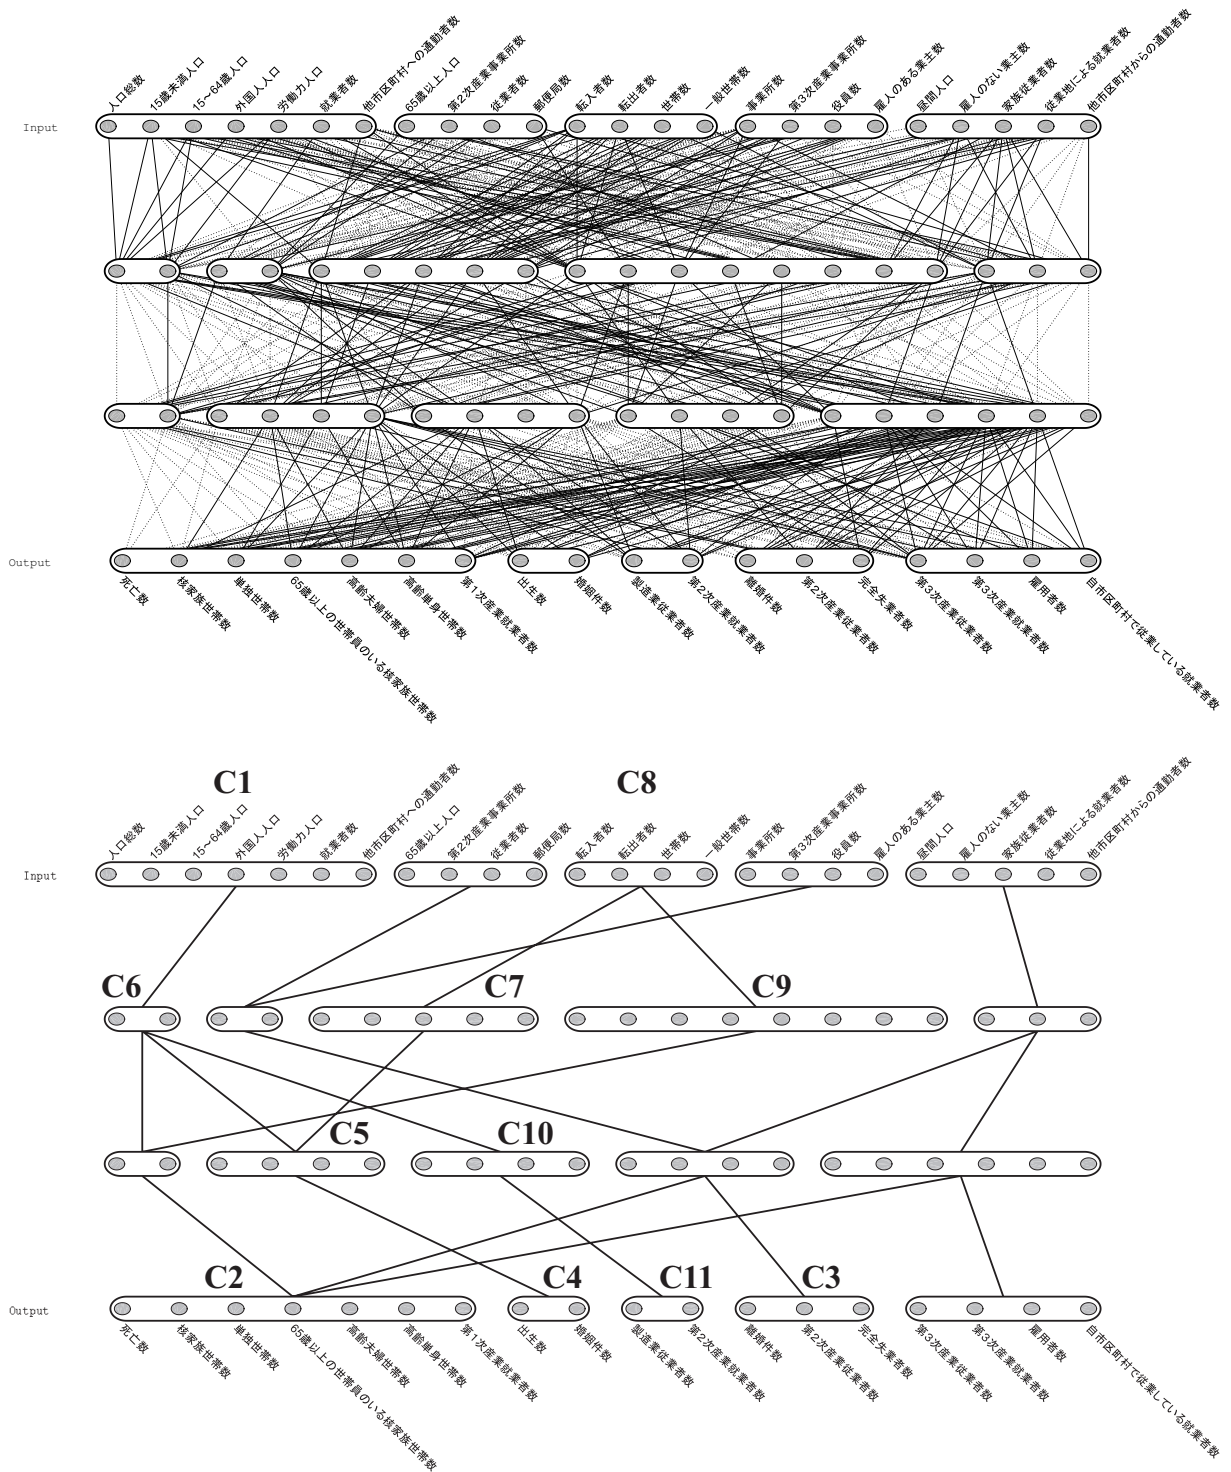 人口総数
15歳未満人口
15~64歳人口
外国人人口
労働力人口
就業者数
他市区町村への通勤者数
65歳以上人口
第2次産業事業所数
従業者数
郵便局数
転入者数
転出者数
世帯数
一般世帯数
事業所数
第3次産業事業所数
役員数
雇人のある業主数
昼間人口
雇人のない業主数
家族従業者数
従業地による就業者数
他市区町村からの通勤者数
Input
Output
死亡数
核家族世帯数
単独世帯数
65歳以上の世帯員のいる核家族世帯数
高齢夫婦世帯数
高齢単身世帯数
第1次産業就業者数
出生数
婚姻件数
製造業従業者数
第2次産業就業者数
離婚件数
第2次産業従業者数
完全失業者数
第3次産業従業者数
第3次産業就業者数
雇用者数
自市区町村で従業している就業者数
C1
C8
人口総数
15歳未満人口
15~64歳人口
外国人人口
労働力人口
就業者数
他市区町村への通勤者数
65歳以上人口
第2次産業事業所数
従業者数
郵便局数
転入者数
転出者数
世帯数
一般世帯数
事業所数
第3次産業事業所数
役員数
雇人のある業主数
昼間人口
雇人のない業主数
家族従業者数
従業地による就業者数
他市区町村からの通勤者数
Input
C6
C7
C9
C5
C10
C2
C4
C11
C3
Output
死亡数
核家族世帯数
単独世帯数
65歳以上の世帯員のいる核家族世帯数
高齢夫婦世帯数
高齢単身世帯数
第1次産業就業者数
出生数
婚姻件数
製造業従業者数
第2次産業就業者数
離婚件数
第2次産業従業者数
完全失業者数
第3次産業従業者数
第3次産業就業者数
雇用者数
自市区町村で従業している就業者数